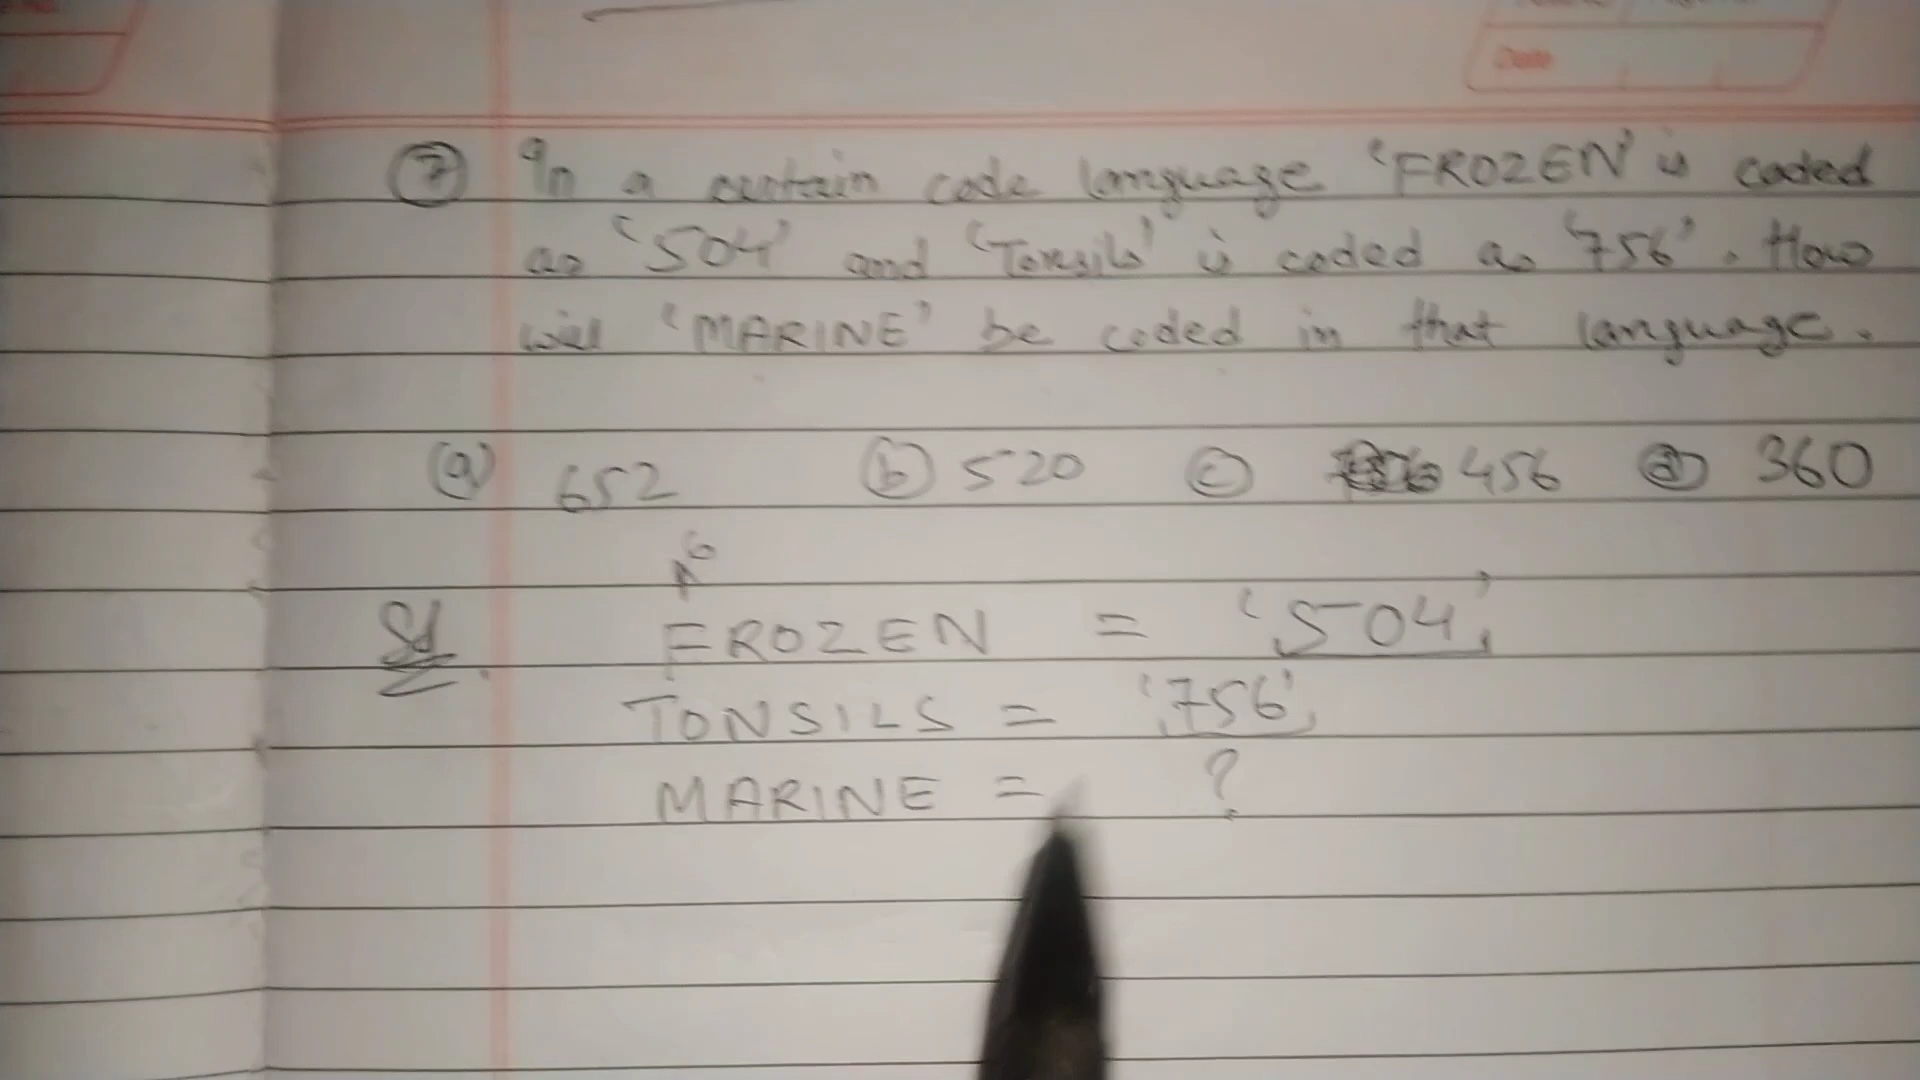 Date
⑦ In a certain code language 'FROZEN' is coded
as '504' and 'Tonsils' is coded as '756'. How
will 'MARINE' be coded in that language.
ⓐ 652 ⓑ 520 ⓒ 456 ⓓ 360
6
Sol. FROZEN = '504'
TONSILS = '756'
MARINE = ?